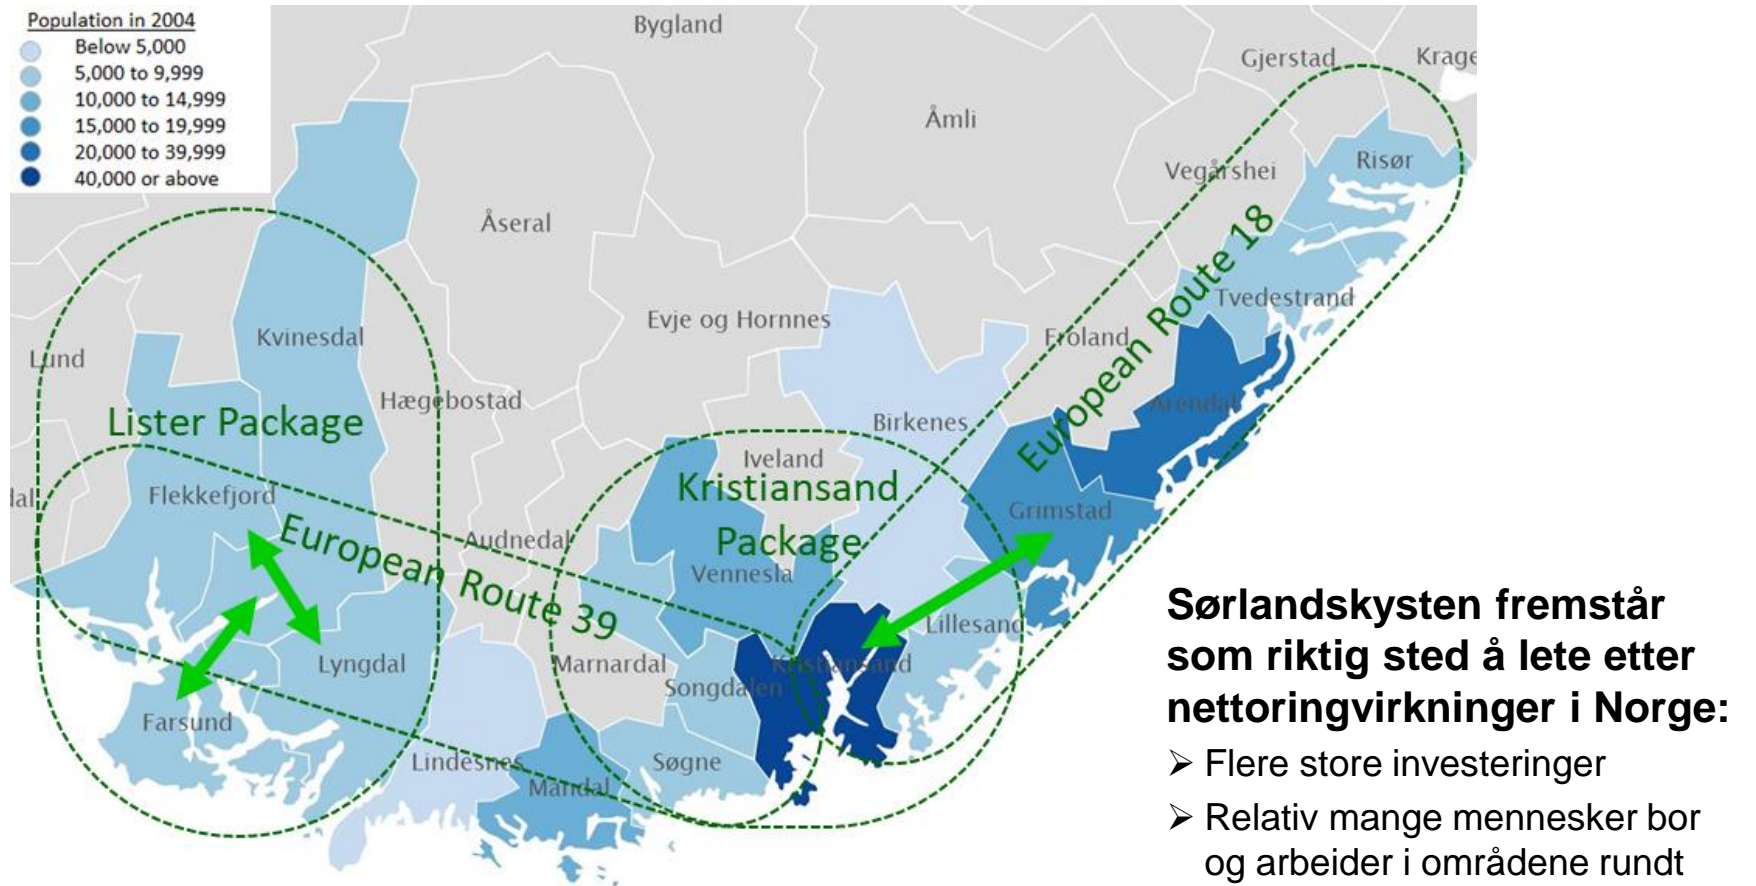 Population in 2004
Below 5,000
5,000 to 9,999
10,000 to 14,999
15,000 to 19,999
20,000 to 39,999
40,000 or above
Bygland
Gjerstad
Krage
Åmli
Vegårshei
Risør
Åseral
European Route 18
Tvedestrand
Kvinesdal
Evje og Hornnes
Froland
Lund
Hægebostad
Arendal
Lister Package
Birkenes
Iveland
Kristiansand
Package
Flekkefjord
dal
Grimstad
European Route 39
Audnedal
Vennesla
Lillesand
Lyngdal
Marnardal
Kristiansand
Songdalen
Farsund
Lindesnes
Søgne
Mandal
Sørlandskysten fremstår
som riktig sted å lete etter
nettoringvirkninger i Norge:
➢ Flere store investeringer
➢ Relativ mange mennesker bor
og arbeider i områdene rundt